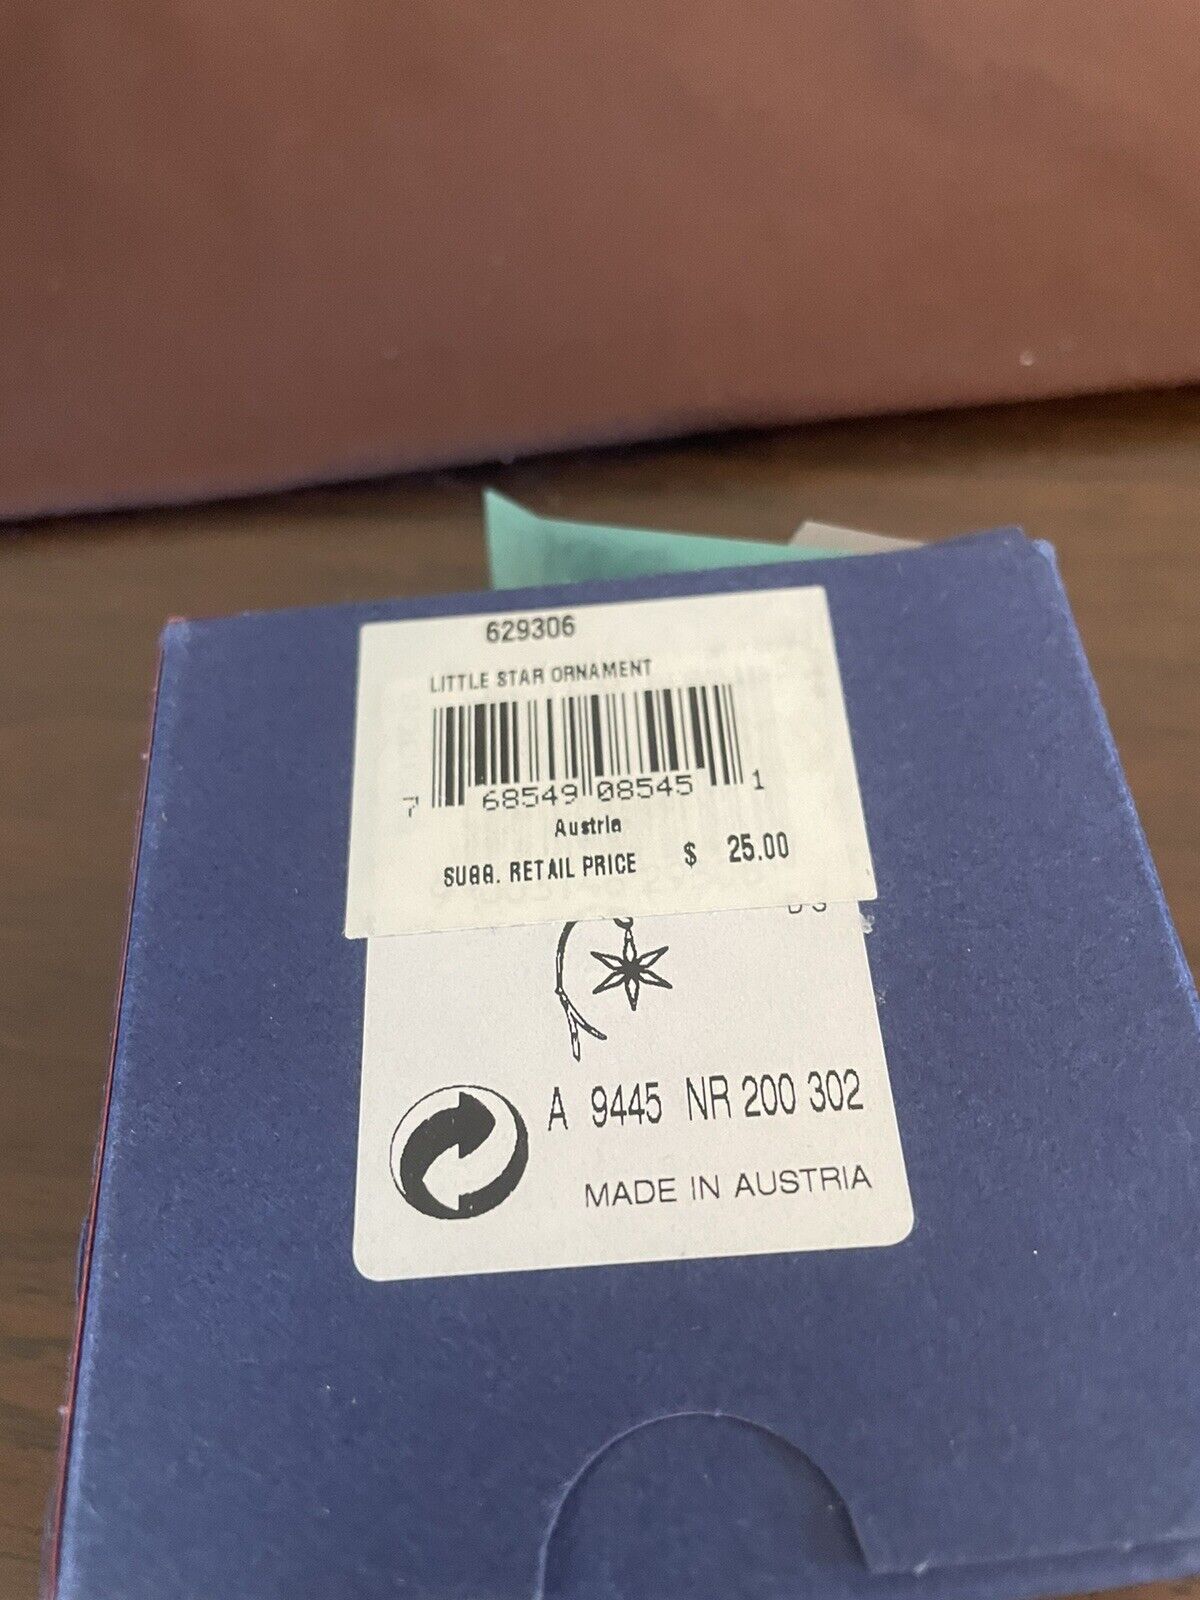 629306
LITTLE STAR ORNAMENT
7 68549 08545 1
Austria
SUGG. RETAIL PRICE $ 25.00
A 9445 NR 200 302
MADE IN AUSTRIA